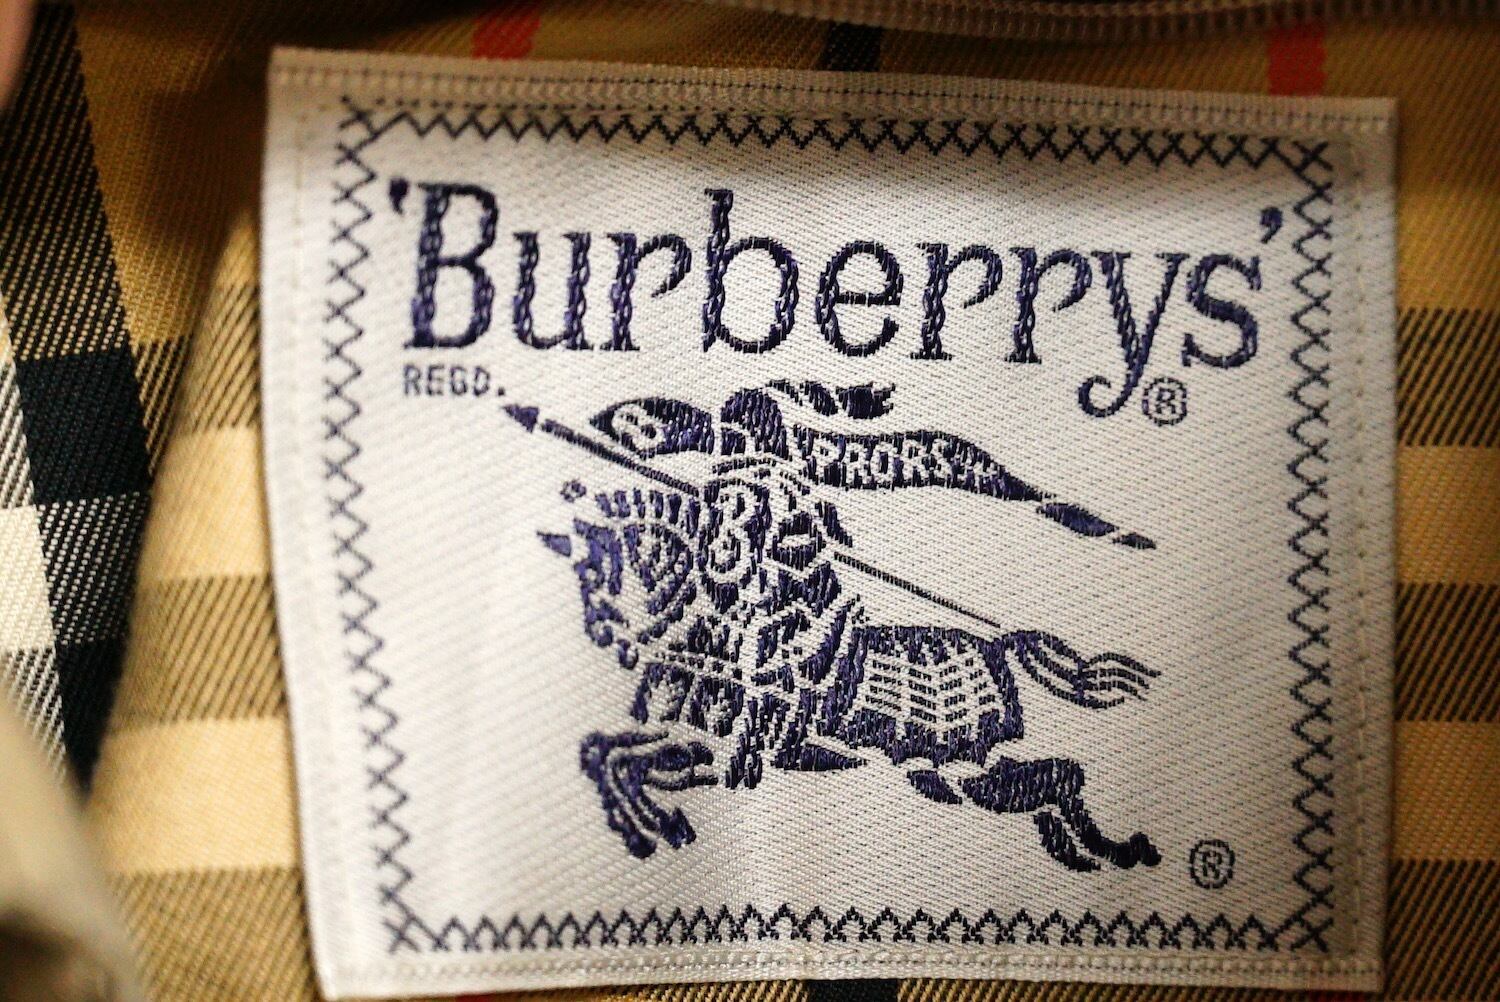 'Burberrys'
REGD. ®
B PRORSUM
B
®